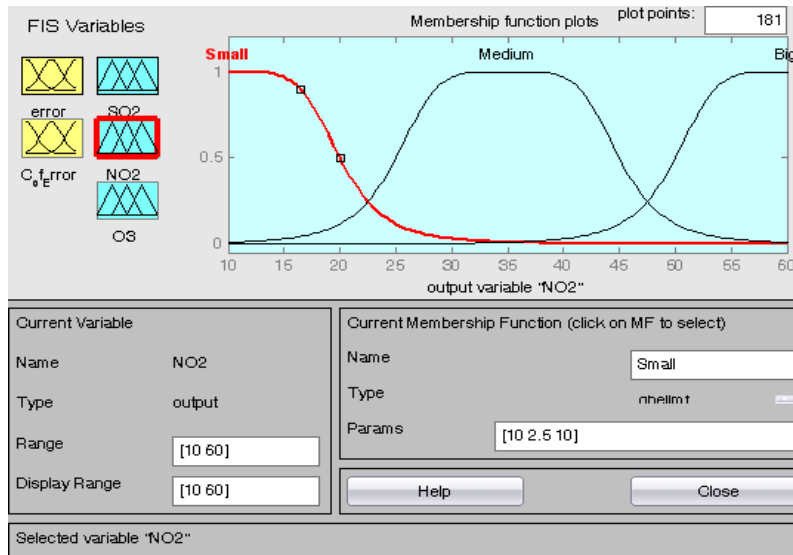 FIS Variables
Membership function plots
plot points:
181
error
SO2
NO2
O3
Small
Medium
1
0.5
0
10 15 20 25 30 35 40 45 50 55 60
output variable "NO2"
Current Variable
Name NO2
Type output
Range [10 60]
Display Range [10 60]
Current Membership Function (click on MF to select)
Name Small
Type
Params [10 2.5 10]
Help
Close
Selected variable "NO2"